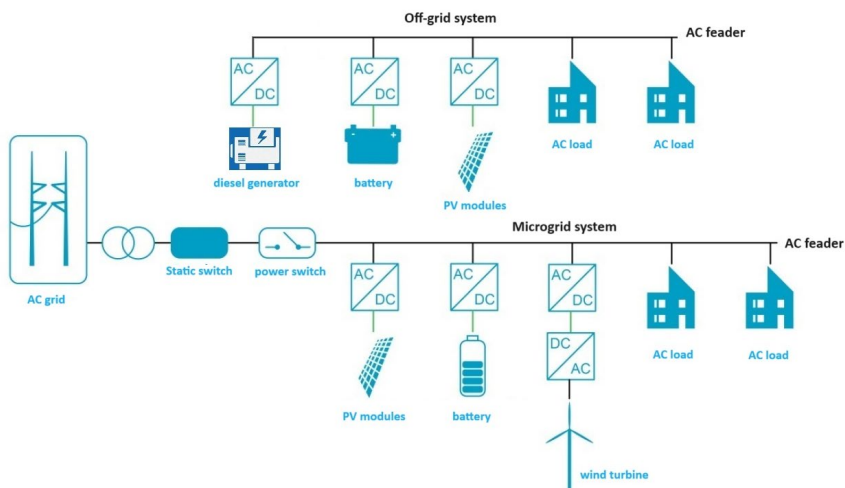 Off-grid system
AC feader
AC
DC
AC
DC
AC
DC
diesel generator
battery
PV modules
AC load
AC load
Microgrid system
AC feader
AC grid
Static switch
power switch
AC
DC
AC
DC
AC
DC
DC
AC
PV modules
battery
wind turbine
AC load
AC load